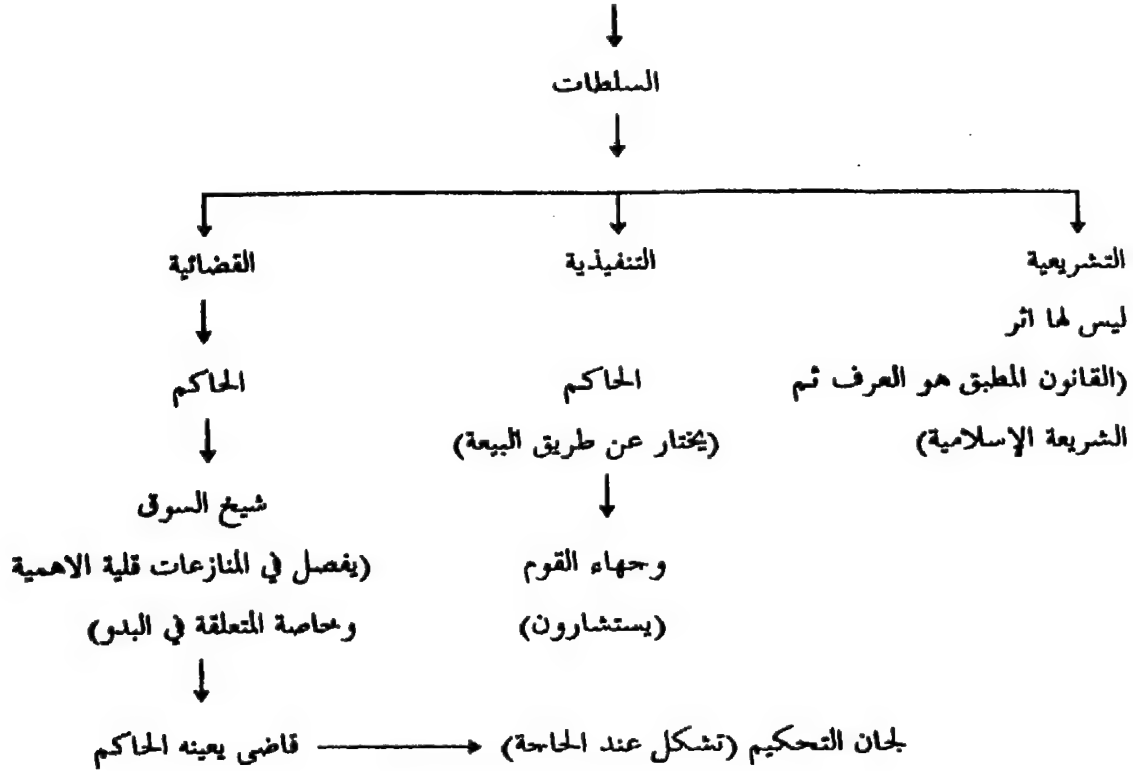 السلطات
التشريعية
التنفيذية
القضائية
ليس لها اثر
(القانون المطبق هو العرف ثم
الحاكم
الحاكم
الشريعة الإسلامية)
(يختار عن طريق البيعة)
شيخ السوق
وجهاء القوم
(يفصل في المنازعات قلية الاهمية
(يستشارون)
وخاصة المتعلقة في البدو)
قاضي يعينه الحاكم
لجان التحكيم (تشكل عند الحاجة)